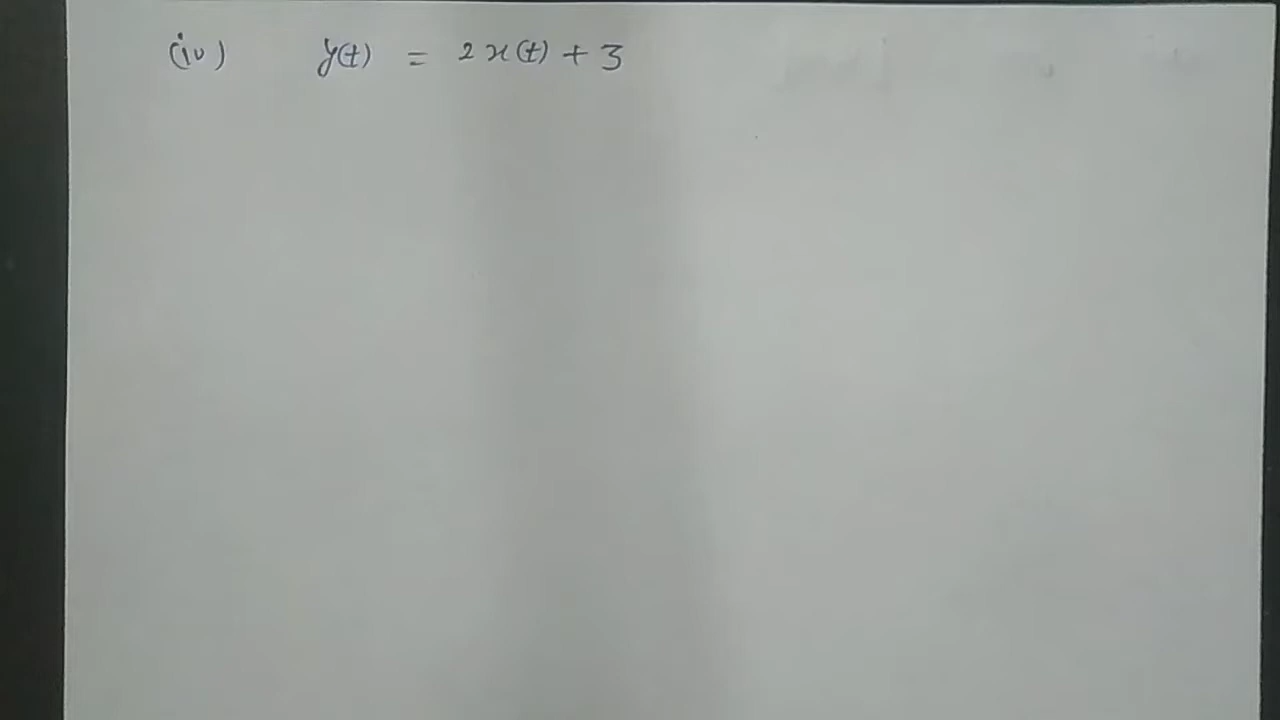 (iv) y(t) = 2x(t) + 3